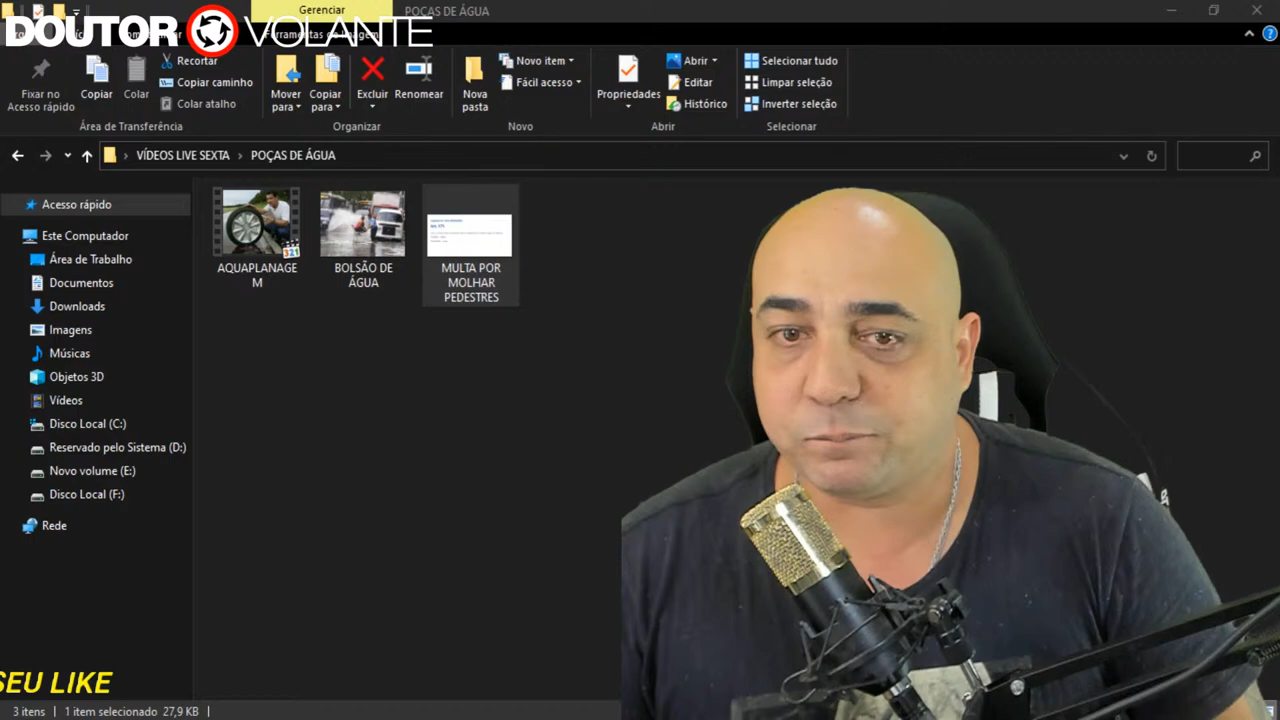 Gerenciar
POÇAS DE ÁGUA
DOUTOR VOLANTE
Ferramentas de Imagem
Fixar no
Acesso rápido
Copiar
Colar
Recortar
Copiar caminho
Colar atalho
Área de Transferência
Mover
para
Copiar
para
Excluir
Renomear
Organizar
Nova
pasta
Novo item
Fácil acesso
Novo
Propriedades
Abrir
Editar
Histórico
Abrir
Selecionar tudo
Limpar seleção
Inverter seleção
Selecionar
VÍDEOS LIVE SEXTA > POÇAS DE ÁGUA
Acesso rápido
Este Computador
Área de Trabalho
Documentos
Downloads
Imagens
Músicas
Objetos 3D
Vídeos
Disco Local (C:)
Reservado pelo Sistema (D:)
Novo volume (E:)
Disco Local (F:)
Rede
321
AQUAPLANAGE
M
BOLSÃO DE
ÁGUA
MULTA POR
MOLHAR
PEDESTRES
SEU LIKE
3 itens
1 item selecionado 27,9 KB